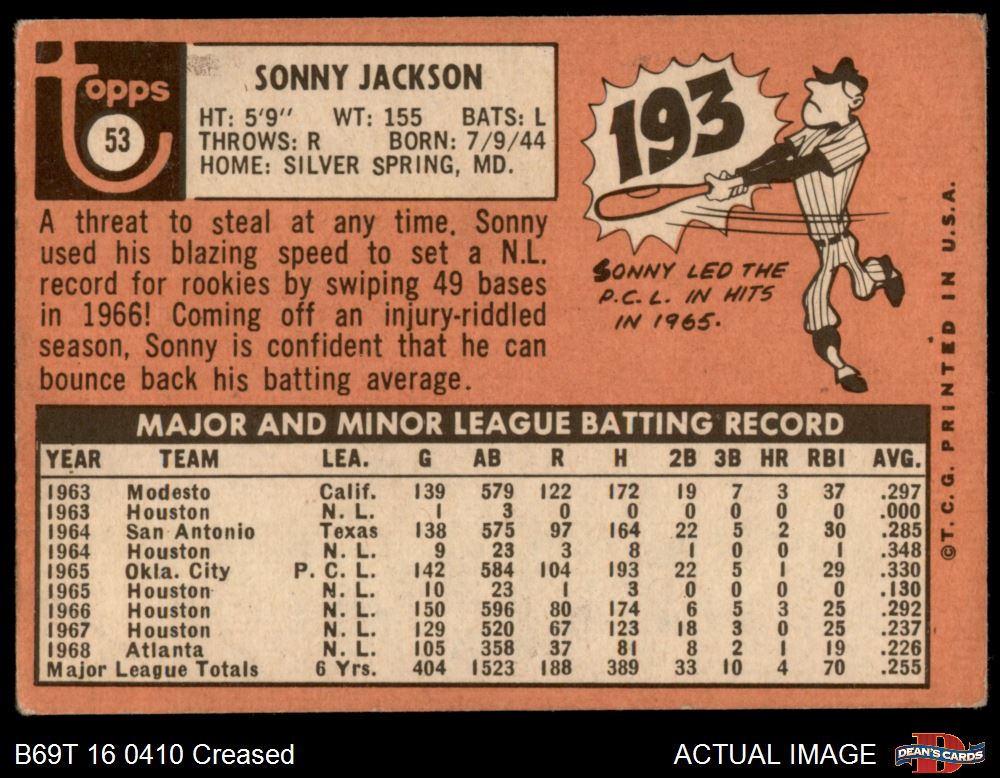 topps
53
SONNY JACKSON
HT: 5'9" WT: 155 BATS: L
THROWS: R BORN: 7/9/44
HOME: SILVER SPRING, MD.
A threat to steal at any time, Sonny
used his blazing speed to set a N.L.
record for rookies by swiping 49 bases
in 1966! Coming off an injury-riddled
season, Sonny is confident that he can
bounce back his batting average.
193
SONNY LED THE
P.C.L. IN HITS
IN 1965.
©T.C.G. PRINTED IN U.S.A.
MAJOR AND MINOR LEAGUE BATTING RECORD
YEAR TEAM LEA. G AB R H 2B 3B HR RBI AVG.
1963 Modesto Calif. 139 579 122 172 19 7 3 37 .297
1963 Houston N. L. 1 3 0 0 0 0 0 0 .000
1964 San Antonio Texas 138 575 97 164 22 5 2 30 .285
1964 Houston N. L. 9 23 3 8 1 0 0 1 .348
1965 Okla. City P. C. L. 142 584 104 193 22 5 1 29 .330
1965 Houston N. L. 10 23 1 3 0 0 0 0 .130
1966 Houston N. L. 150 596 80 174 6 5 3 25 .292
1967 Houston N. L. 129 520 67 123 18 3 0 25 .237
1968 Atlanta N. L. 105 358 37 81 8 2 1 19 .226
Major League Totals 6 Yrs. 404 1523 188 389 33 10 4 70 .255
B69T 16 0410 Creased
ACTUAL IMAGE
DEAN'S CARDS